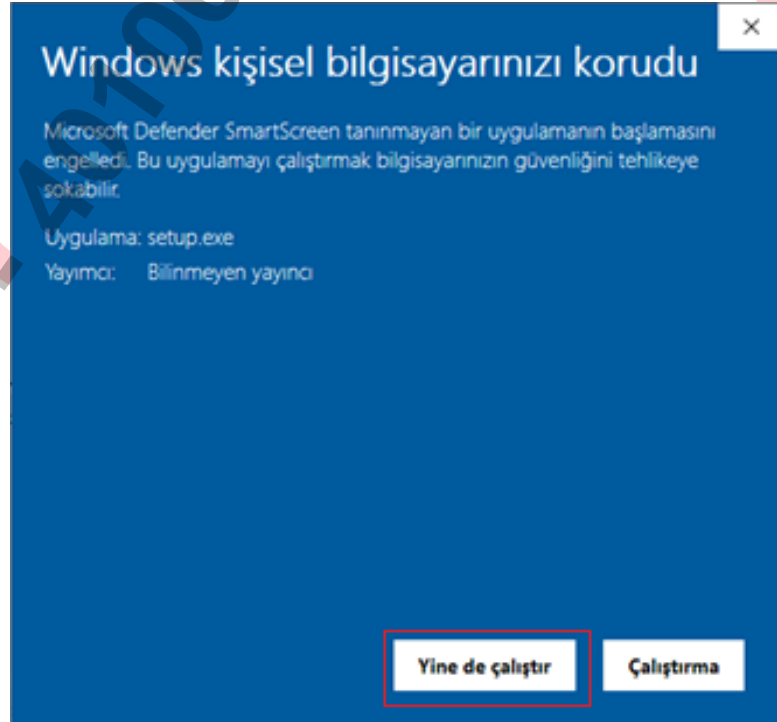 Windows kişisel bilgisayarınızı korudu
Microsoft Defender SmartScreen tanınmayan bir uygulamanın başlamasını
engelledi. Bu uygulamayı çalıştırmak bilgisayarınızın güvenliğini tehlikeye
sokabilir.
Uygulama: setup.exe
Yayımcı: Bilinmeyen yayıncı
Yine de çalıştır
Çalıştırma